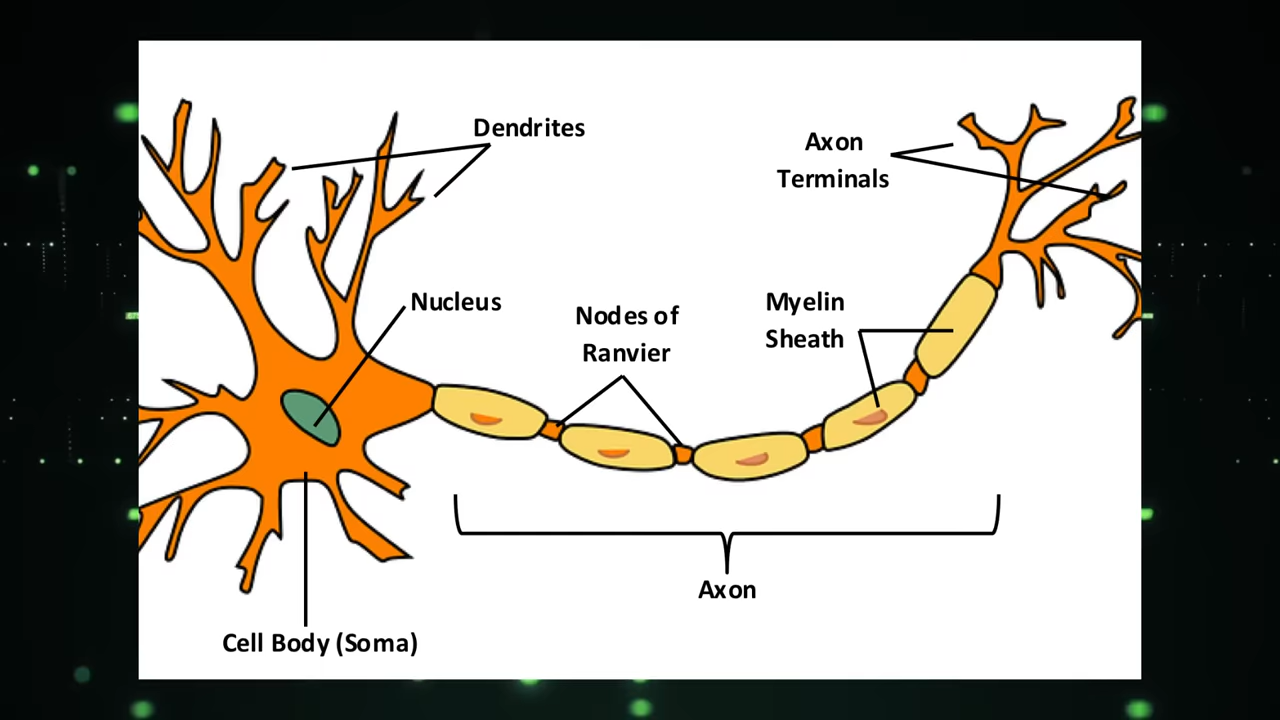 Dendrites
Axon
Terminals
Nucleus
Nodes of
Ranvier
Myelin
Sheath
Axon
Cell Body (Soma)